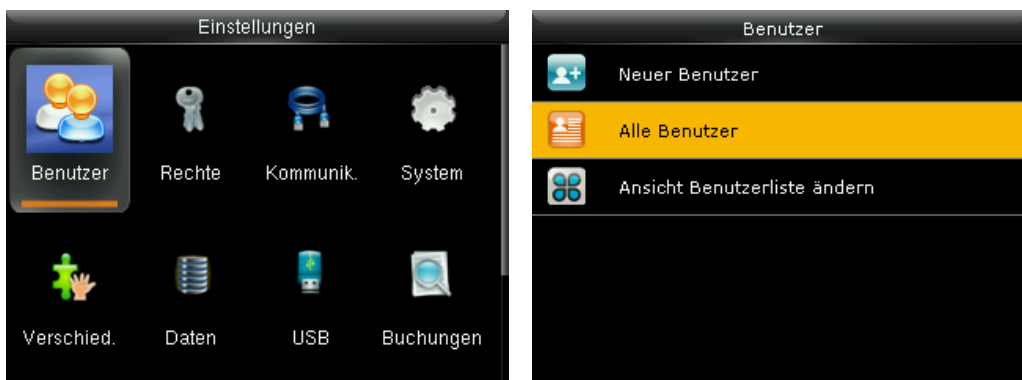 Einstellungen
Benutzer
Rechte
Kommunik.
System
Verschied.
Daten
USB
Buchungen
Benutzer
Neuer Benutzer
Alle Benutzer
Ansicht Benutzerliste ändern